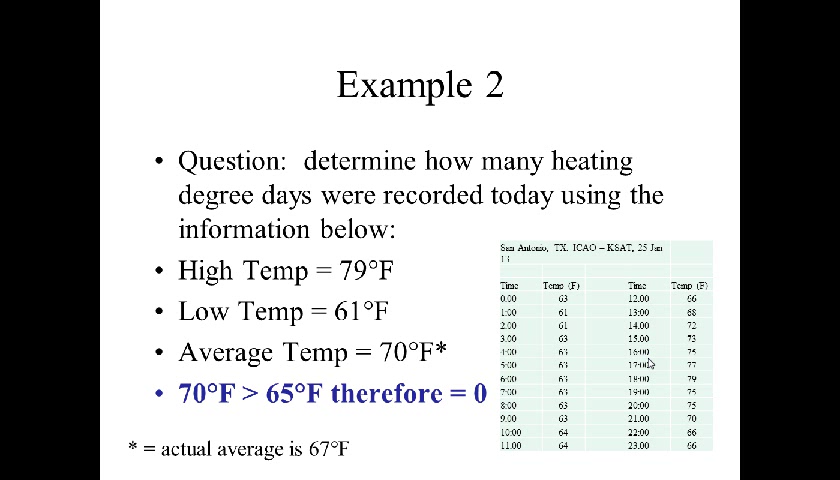 Example 2
• Question: determine how many heating
degree days were recorded today using the
information below:
• High Temp = 79°F
• Low Temp = 61°F
• Average Temp = 70°F*
• 70°F > 65°F therefore = 0
* = actual average is 67°F
San Antonio, TX. ICAO – KSAT, 25 Jan
13
Time Temp (F) Time Temp (F)
0:00 63 12:00 66
1:00 61 13:00 68
2:00 61 14:00 72
3:00 63 15:00 73
4:00 63 16:00 75
5:00 63 17:00 77
6:00 63 18:00 79
7:00 63 19:00 75
8:00 63 20:00 75
9:00 63 21:00 70
10:00 64 22:00 66
11:00 64 23:00 66